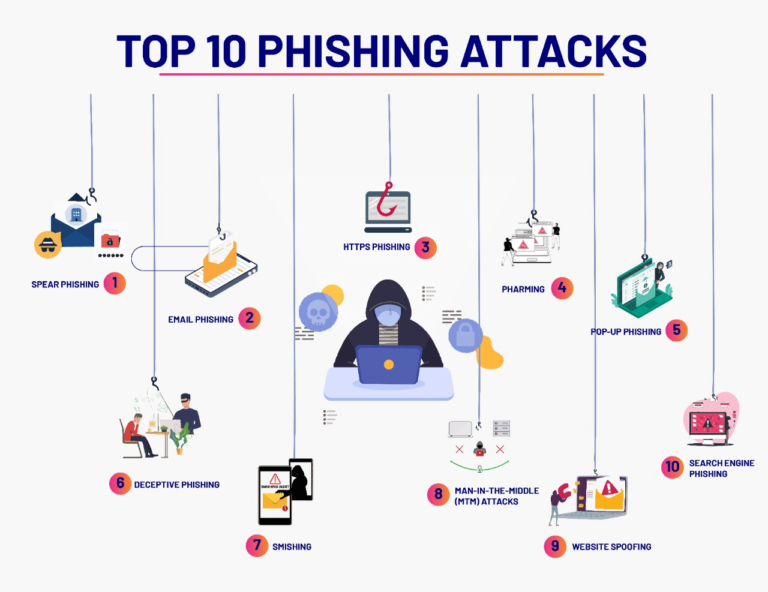 TOP 10 PHISHING ATTACKS
SPEAR PHISHING 1
EMAIL PHISHING 2
HTTPS PHISHING 3
PHARMING 4
POP-UP PHISHING 5
6 DECEPTIVE PHISHING
7 SMISHING
8 MAN-IN-THE-MIDDLE
(MTM) ATTACKS
9 WEBSITE SPOOFING
10 SEARCH ENGINE
PHISHING